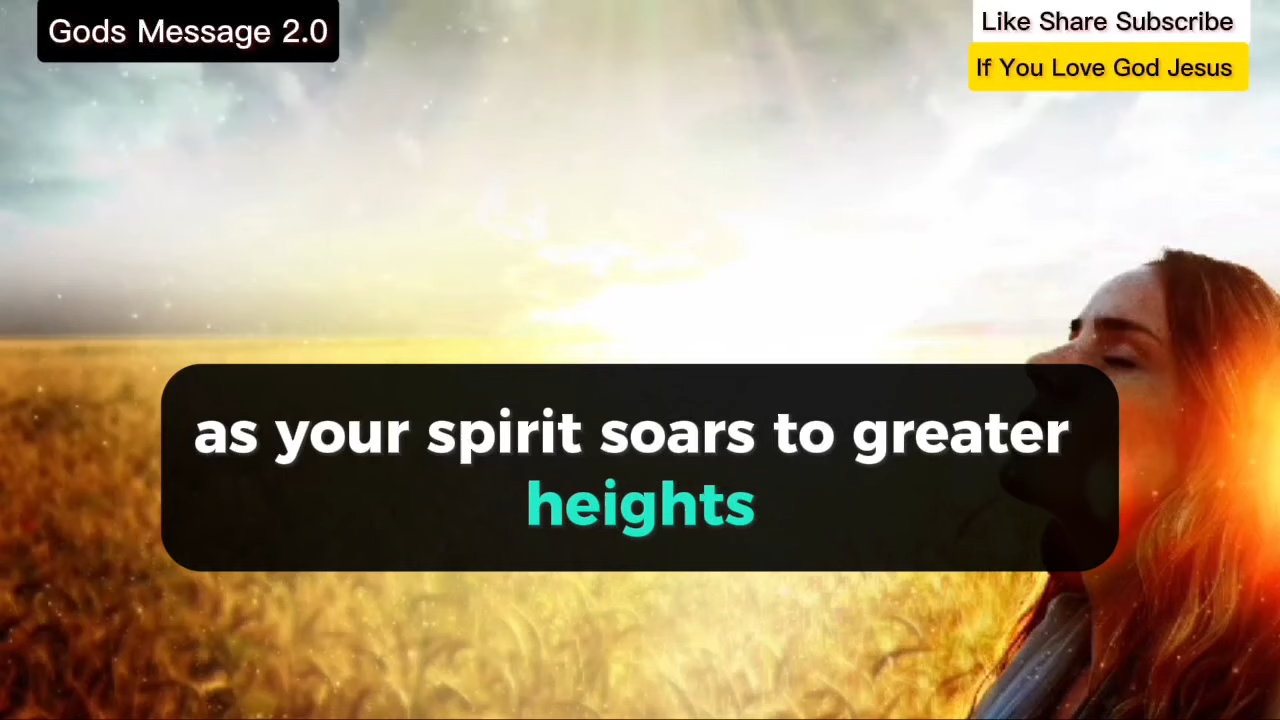 Gods Message 2.0
Like Share Subscribe
If You Love God Jesus
as your spirit soars to greater
heights